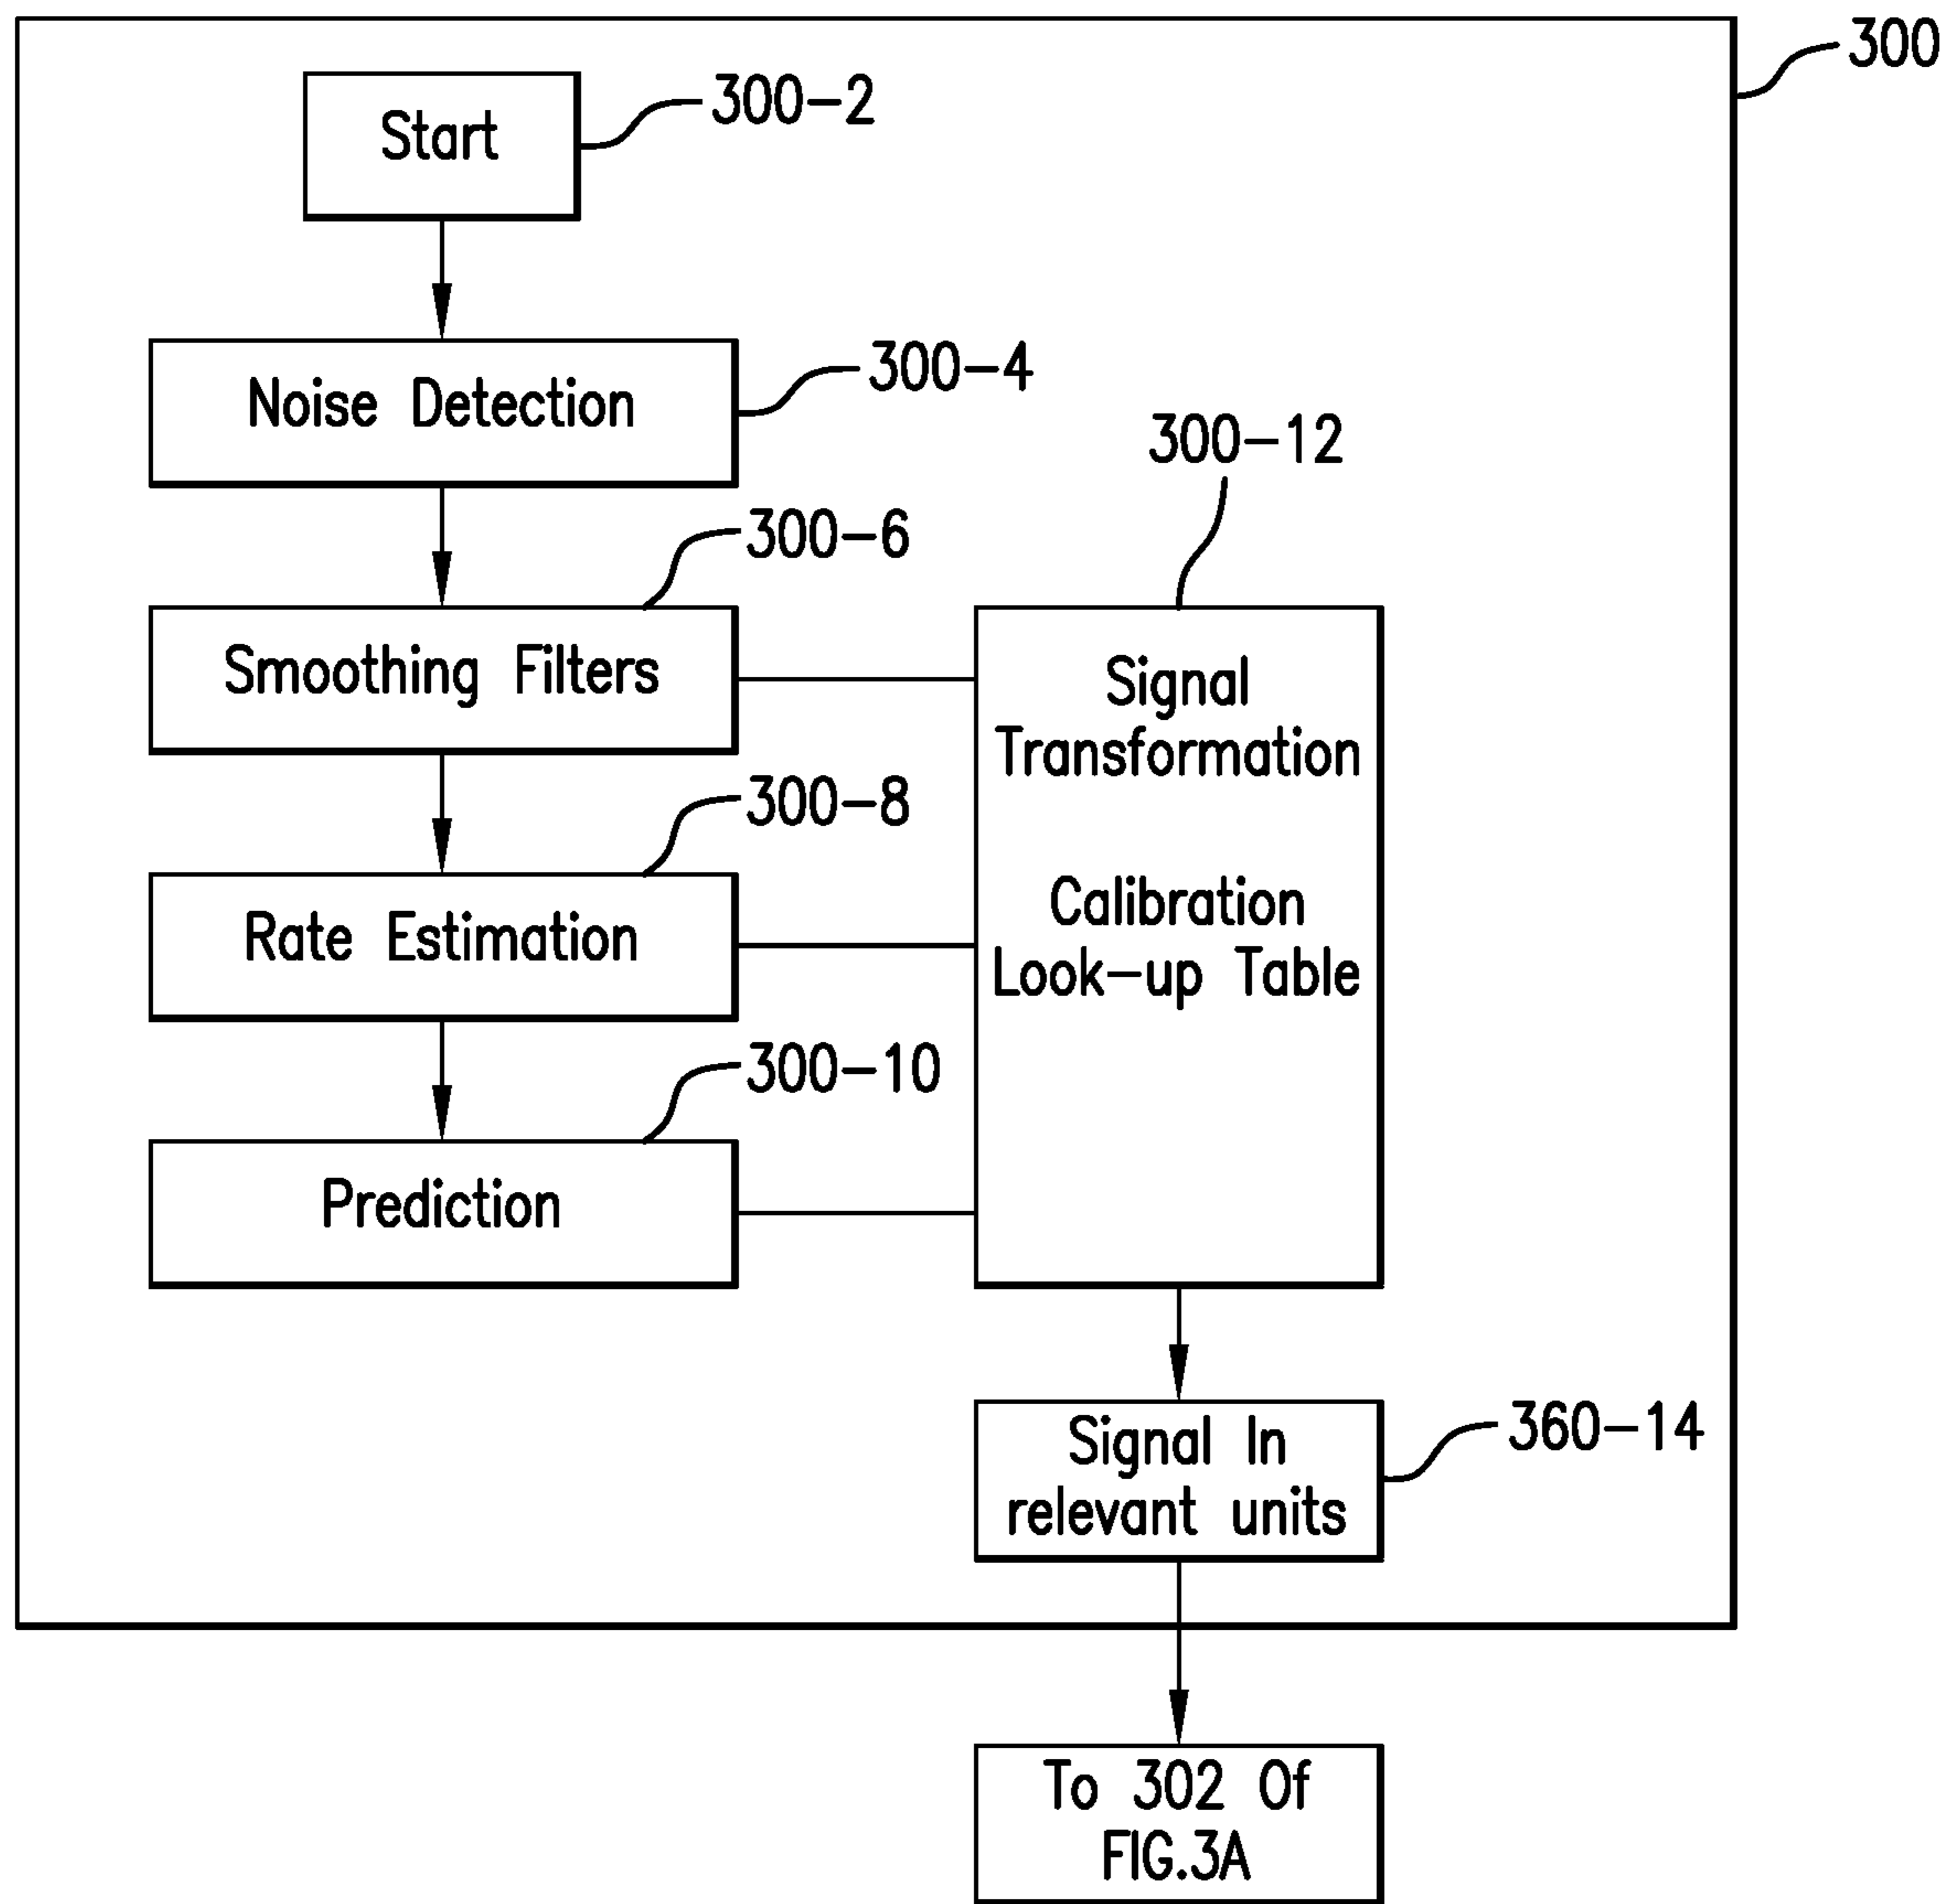 300
Start
300-2
Noise Detection
300-4
300-12
300-6
Smoothing Filters
Signal
Transformation
300-8
Calibration
Look-up Table
Rate Estimation
300-10
Prediction
Signal In
relevant units
360-14
To 302 Of
FIG.3A